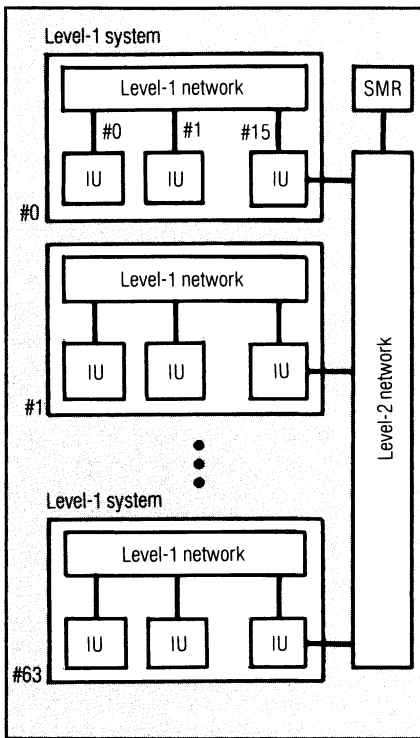 Level-1 system
Level-1 network
SMR
#0 #1 #15
IU IU IU
#0
Level-1 network
IU IU IU
#1
Level-2 network
Level-1 system
Level-1 network
IU IU IU
#63